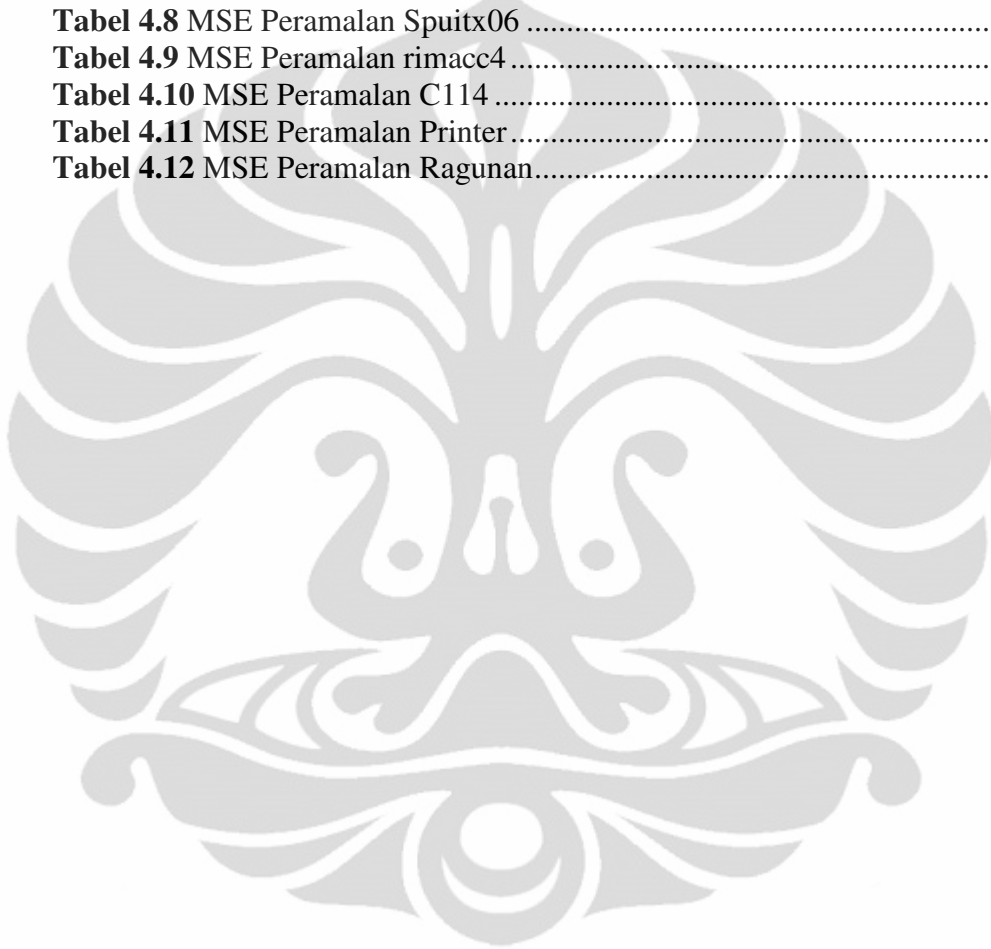 Tabel 4.8 MSE Peramalan Spuitx06 ............................................................
Tabel 4.9 MSE Peramalan rimacc4 ..............................................................
Tabel 4.10 MSE Peramalan C114 ................................................................
Tabel 4.11 MSE Peramalan Printer ..............................................................
Tabel 4.12 MSE Peramalan Ragunan...........................................................